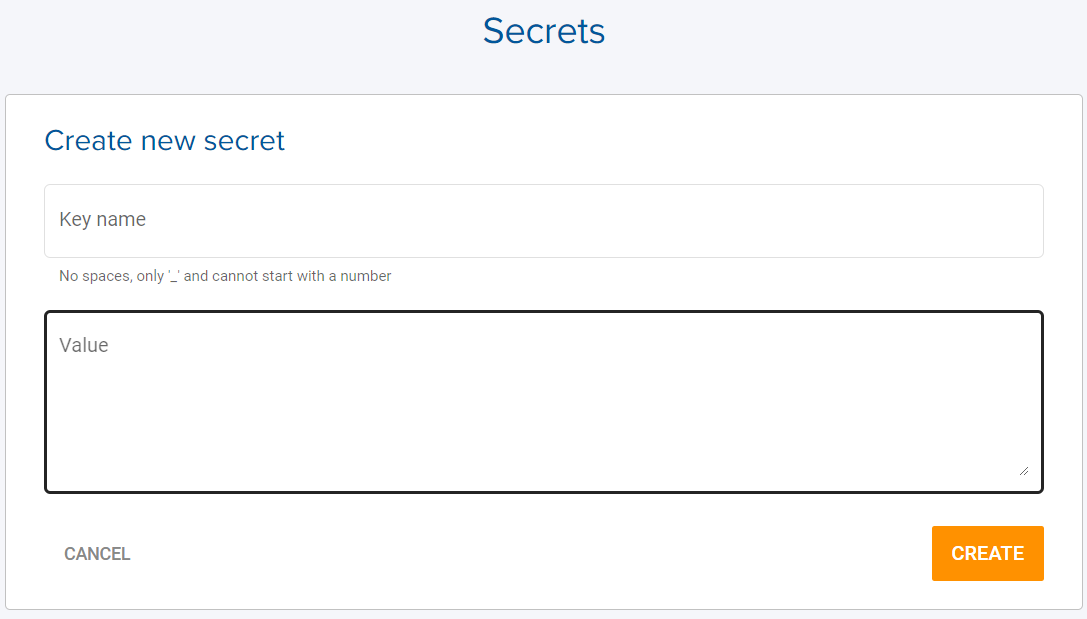 Secrets
Create new secret
Key name
No spaces, only '_' and cannot start with a number
Value
CANCEL
CREATE